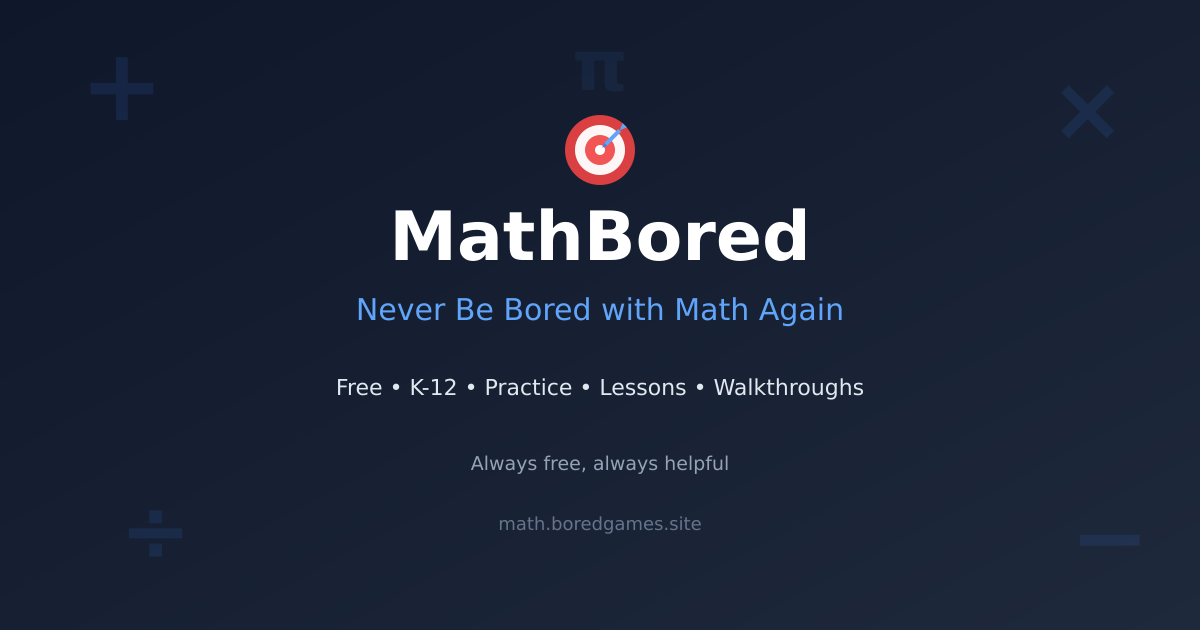 + π ×
MathBored
Never Be Bored with Math Again
Free • K-12 • Practice • Lessons • Walkthroughs
Always free, always helpful
math.boredgames.site
÷ −